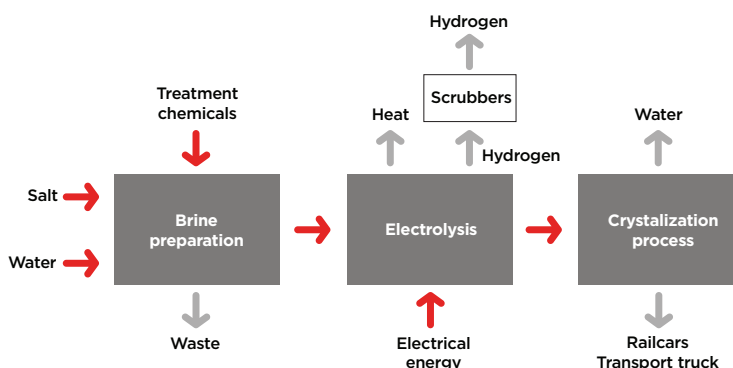 Hydrogen
Scrubbers
Treatment
chemicals
Heat
Water
Hydrogen
Salt
Brine
preparation
Electrolysis
Crystalization
process
Water
Waste
Electrical
energy
Railcars
Transport truck